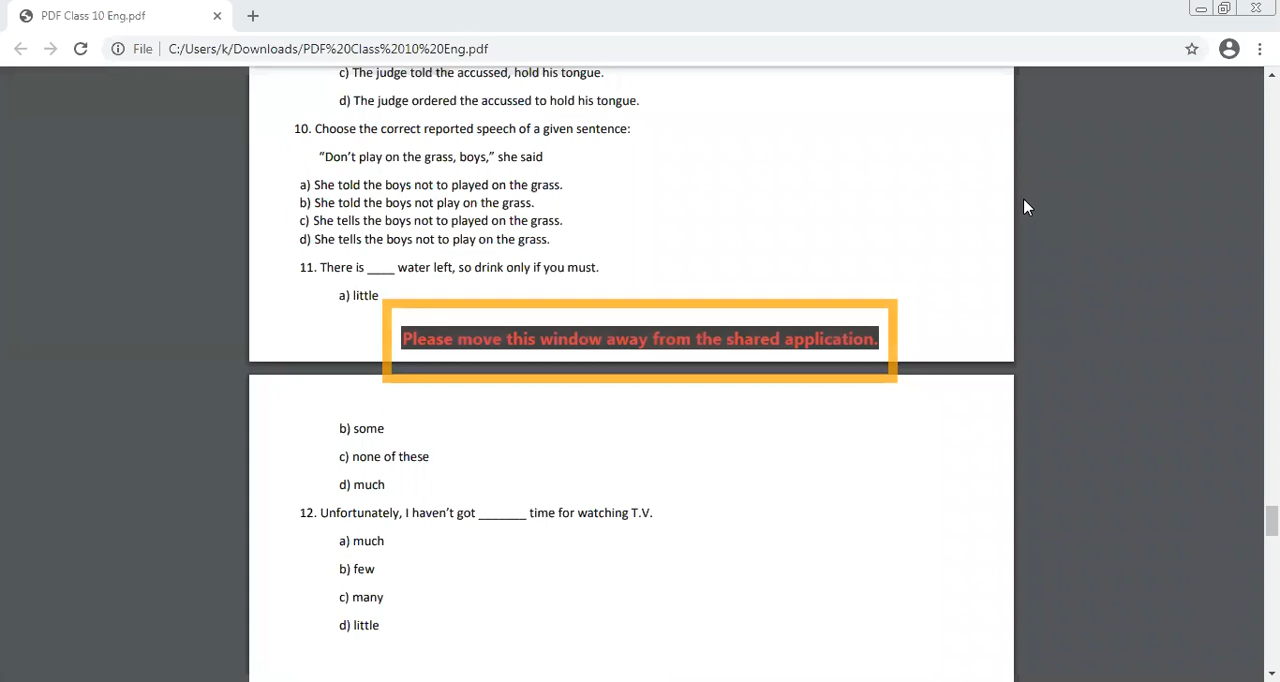 PDF Class 10 Eng.pdf
File
C:/Users/k/Downloads/PDF%20Class%2010%20Eng.pdf
c) The judge told the accussed, hold his tongue.
d) The judge ordered the accussed to hold his tongue.
10. Choose the correct reported speech of a given sentence:
“Don’t play on the grass, boys,” she said
a) She told the boys not to played on the grass.
b) She told the boys not play on the grass.
c) She tells the boys not to played on the grass.
d) She tells the boys not to play on the grass.
11. There is ____ water left, so drink only if you must.
a) little
Please move this window away from the shared application.
b) some
c) none of these
d) much
12. Unfortunately, I haven’t got _______ time for watching T.V.
a) much
b) few
c) many
d) little